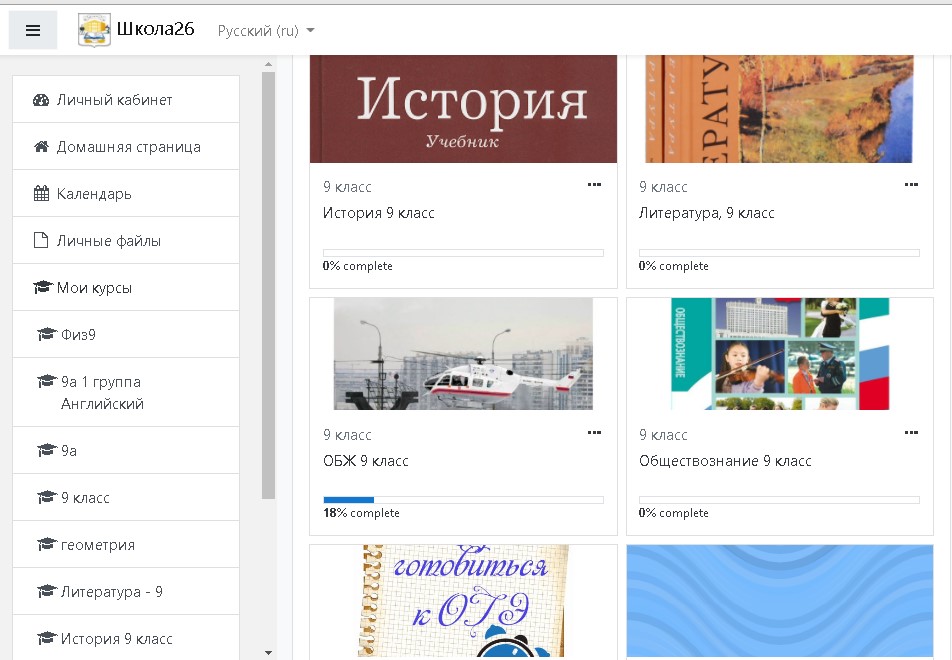 Школа26
Русский (ru)
Личный кабинет
Домашняя страница
Календарь
Личные файлы
Мои курсы
Физ9
9а 1 группа
Английский
9а
9 класс
геометрия
Литература - 9
История 9 класс
История
Учебник
9 класс
История 9 класс
0% complete
9 класс
Литература, 9 класс
0% complete
9 класс
ОБЖ 9 класс
18% complete
ОБЩЕСТВОЗНАНИЕ
9 класс
Обществознание 9 класс
0% complete
готовиться
к ОГЭ